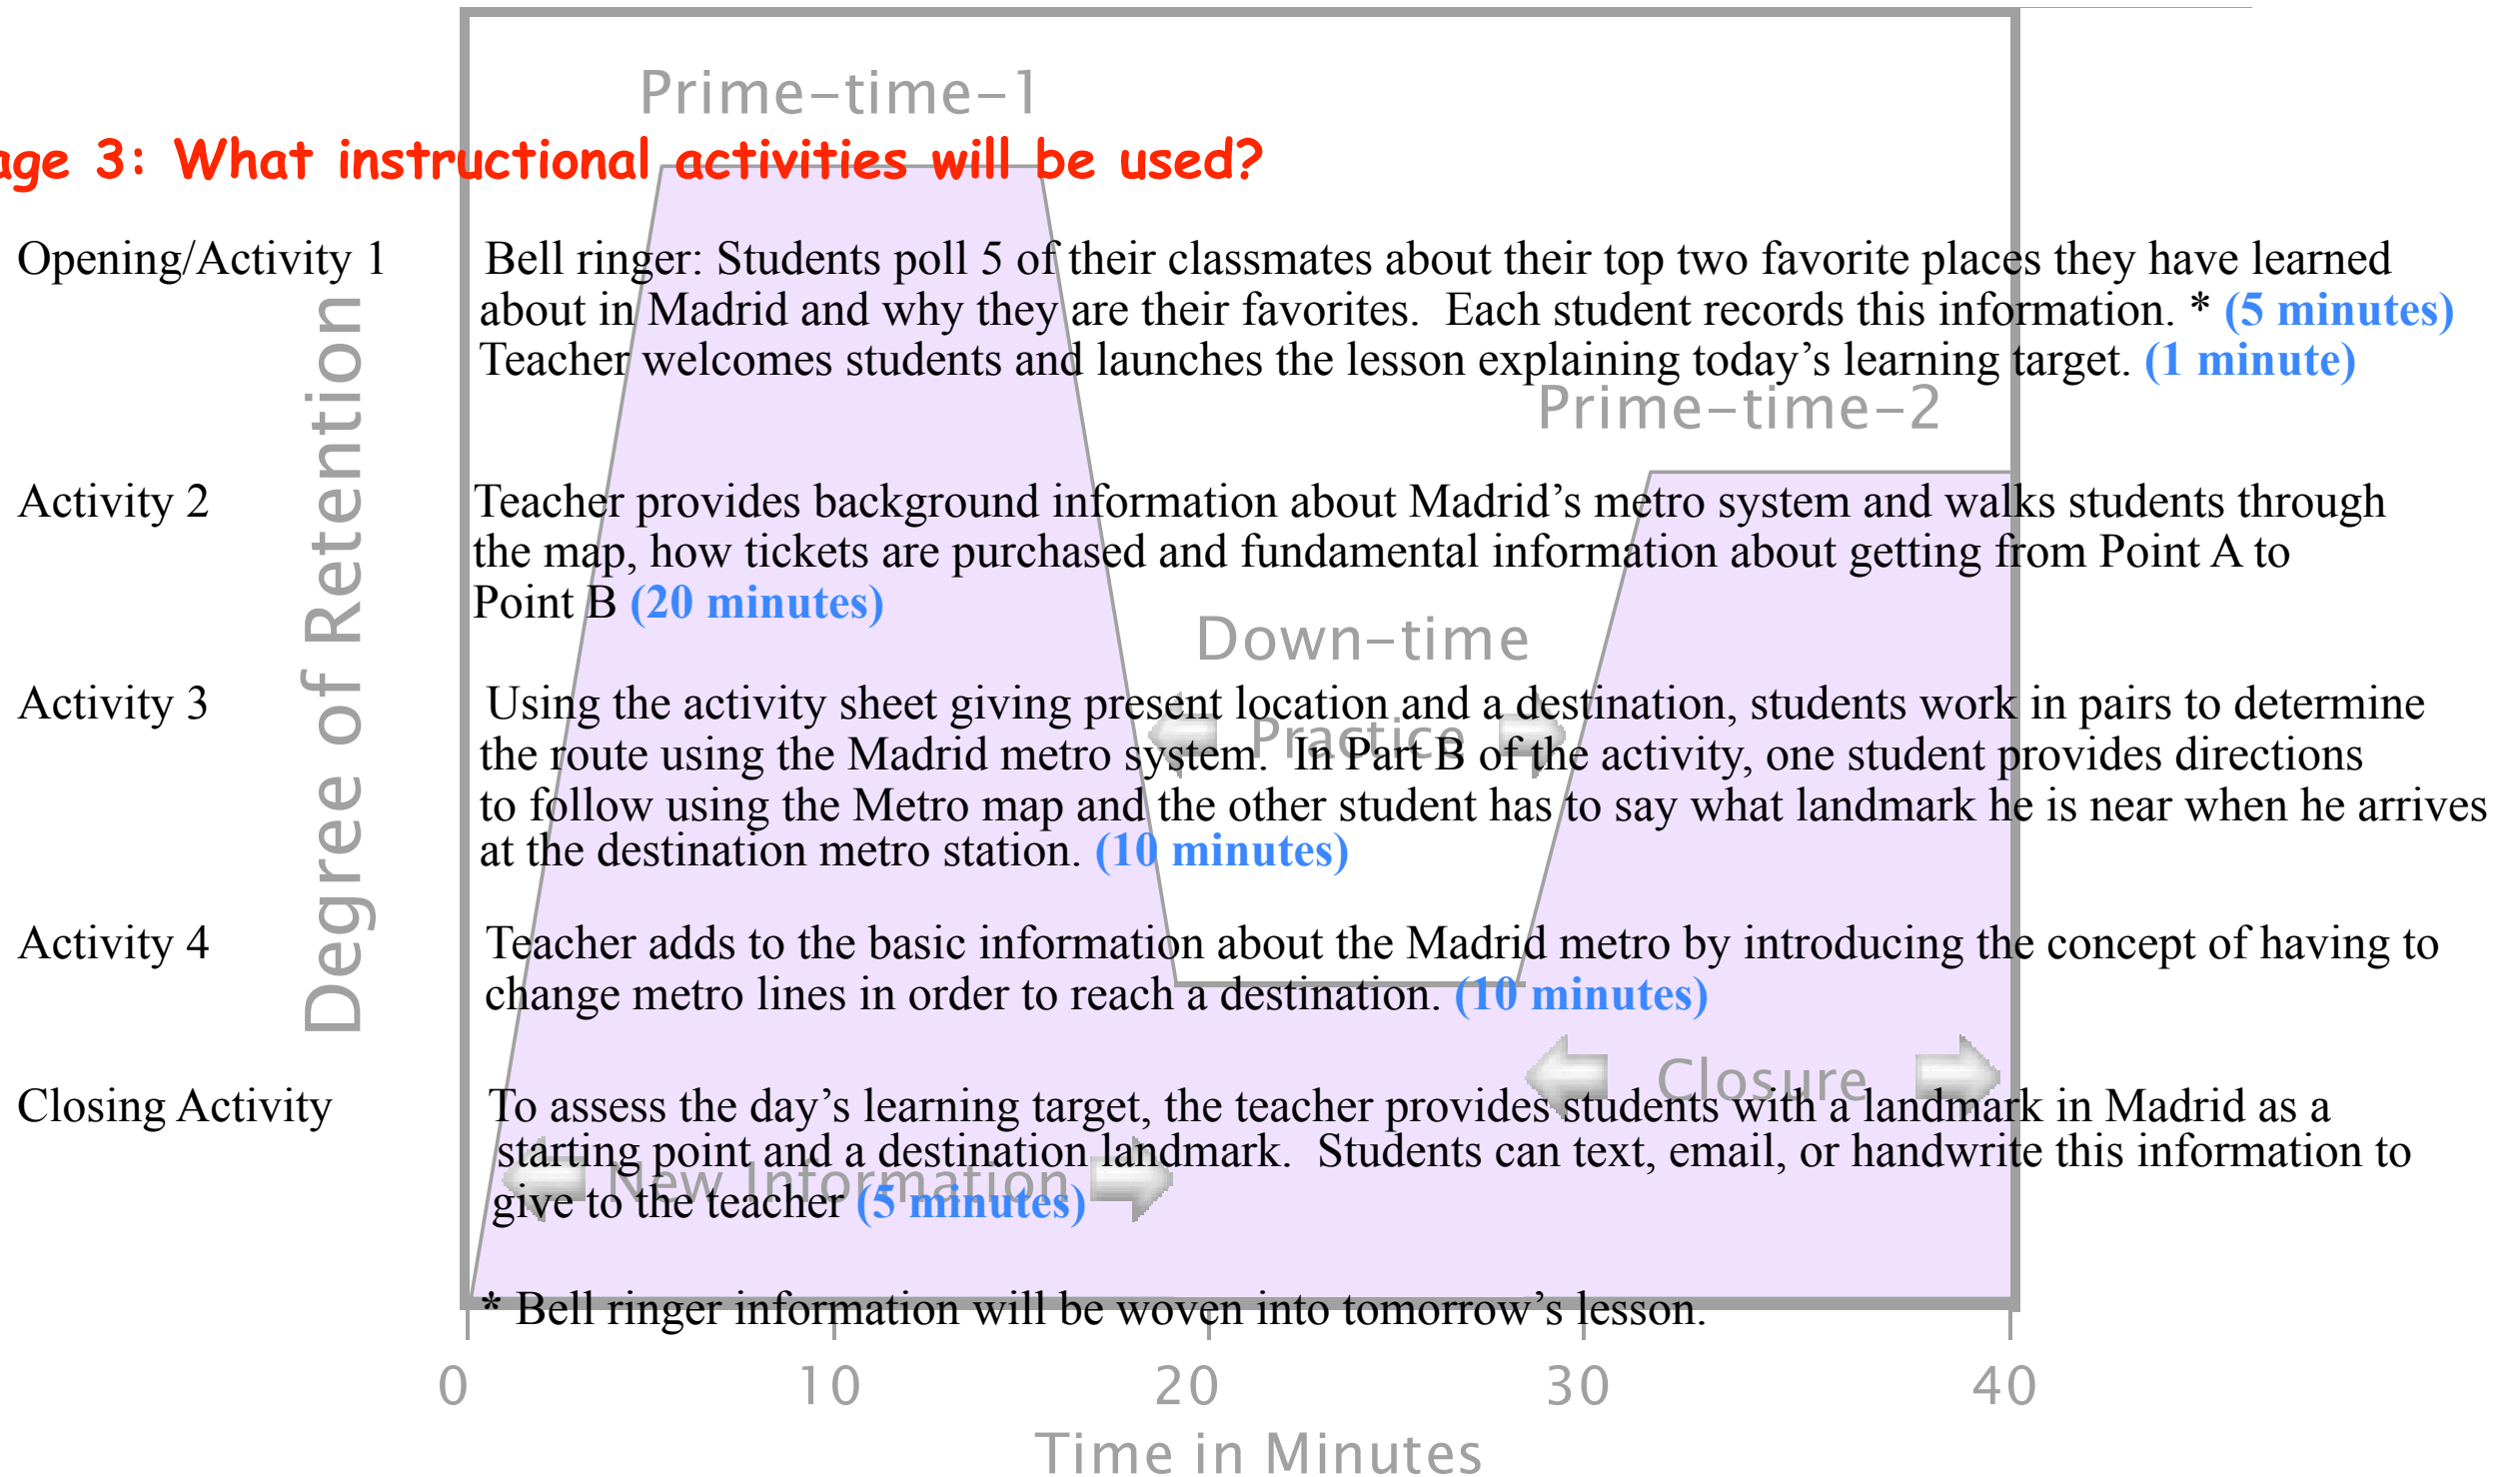 Prime-time-1
age 3: What instructional activities will be used?
Opening/Activity 1
Bell ringer: Students poll 5 of their classmates about their top two favorite places they have learned
about in Madrid and why they are their favorites.  Each student records this information. * (5 minutes)
Teacher welcomes students and launches the lesson explaining today’s learning target. (1 minute)
Prime-time-2
Degree of Retention
Activity 2
Teacher provides background information about Madrid’s metro system and walks students through
the map, how tickets are purchased and fundamental information about getting from Point A to
Point B (20 minutes)
Down-time
Activity 3
Using the activity sheet giving present location and a destination, students work in pairs to determine
Practice
the route using the Madrid metro system.  In Part B of the activity, one student provides directions
to follow using the Metro map and the other student has to say what landmark he is near when he arrives
at the destination metro station. (10 minutes)
Activity 4
Teacher adds to the basic information about the Madrid metro by introducing the concept of having to
change metro lines in order to reach a destination. (10 minutes)
Closure
Closing Activity
To assess the day’s learning target, the teacher provides students with a landmark in Madrid as a
starting point and a destination landmark.  Students can text, email, or handwrite this information to
New Information
give to the teacher (5 minutes)
* Bell ringer information will be woven into tomorrow’s lesson.
0 10 20 30 40
Time in Minutes